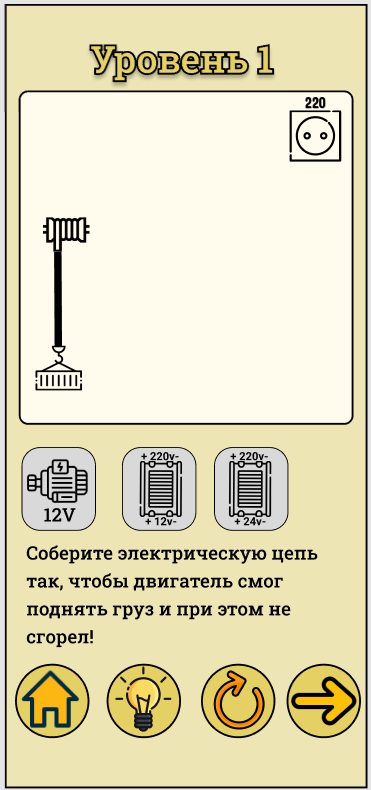 Уровень 1
220
12V
+ 220v-
+ 12v-
+ 220v-
+ 24v-
Соберите электрическую цепь
так, чтобы двигатель смог
поднять груз и при этом не
сгорел!